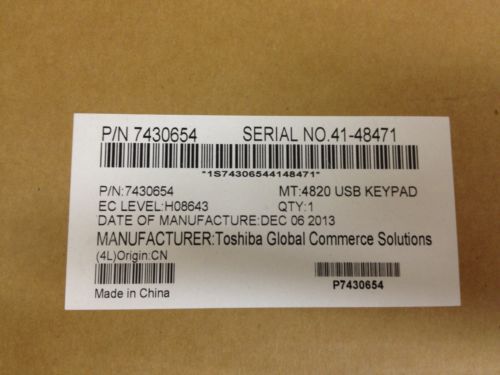 P/N 7430654 SERIAL NO.41-48471
"1S74306544148471"
P/N:7430654 MT:4820 USB KEYPAD
EC LEVEL:H08643 QTY:1
DATE OF MANUFACTURE:DEC 06 2013
MANUFACTURER:Toshiba Global Commerce Solutions
(4L)Origin:CN
Made in China P7430654